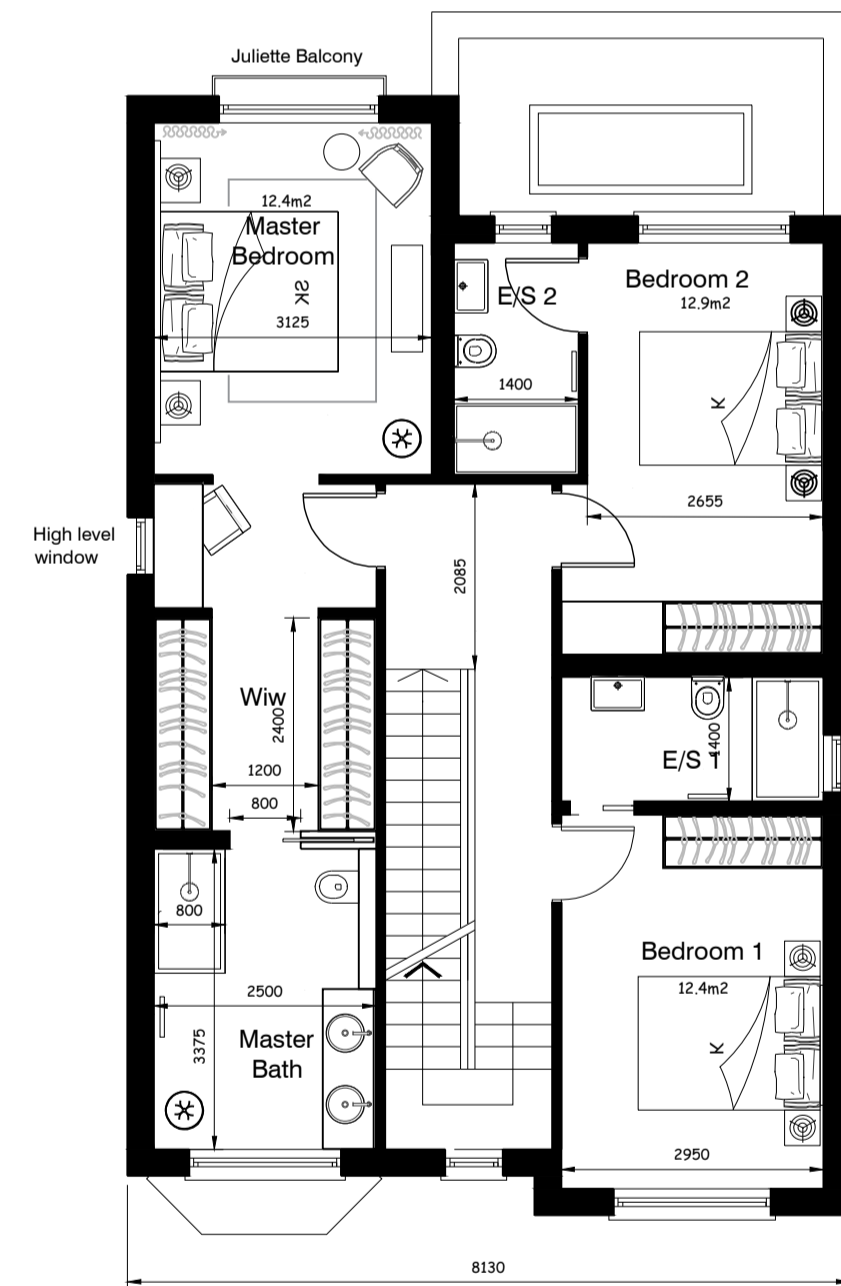 Juliette Balcony
12.4m2
Master
Bedroom
SK
3125
E/S 2
1400
Bedroom 2
12.9m2
K
2655
High level
window
2085
Wiw
2400
1200
800
E/S 1
1400
800
2500
3375
Master
Bath
Bedroom 1
12.4m2
K
2950
8130